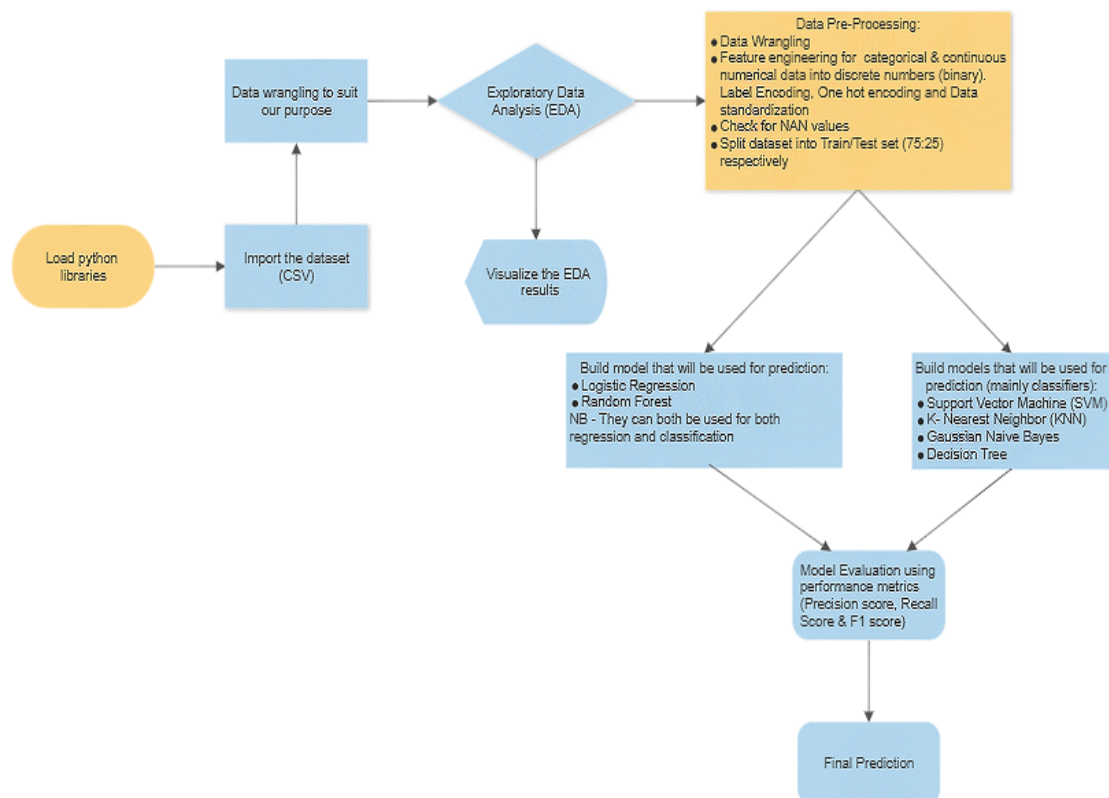 Load python
libraries
Import the dataset
(CSV)
Data wrangling to suit
our purpose
Exploratory Data
Analysis (EDA)
Visualize the EDA
results
Data Pre-Processing:
● Data Wrangling
● Feature engineering for categorical & continuous
numerical data into discrete numbers (binary).
Label Encoding, One hot encoding and Data
standardization
● Check for NAN values
● Split dataset into Train/Test set (75:25)
respectively
Build model that will be used for prediction:
● Logistic Regression
● Random Forest
NB - They can both be used for both
regression and classification
Build models that will be used for
prediction (mainly classifiers):
● Support Vector Machine (SVM)
● K- Nearest Neighbor (KNN)
● Gaussian Naive Bayes
● Decision Tree
Model Evaluation using
performance metrics
(Precision score, Recall
Score & F1 score)
Final Prediction